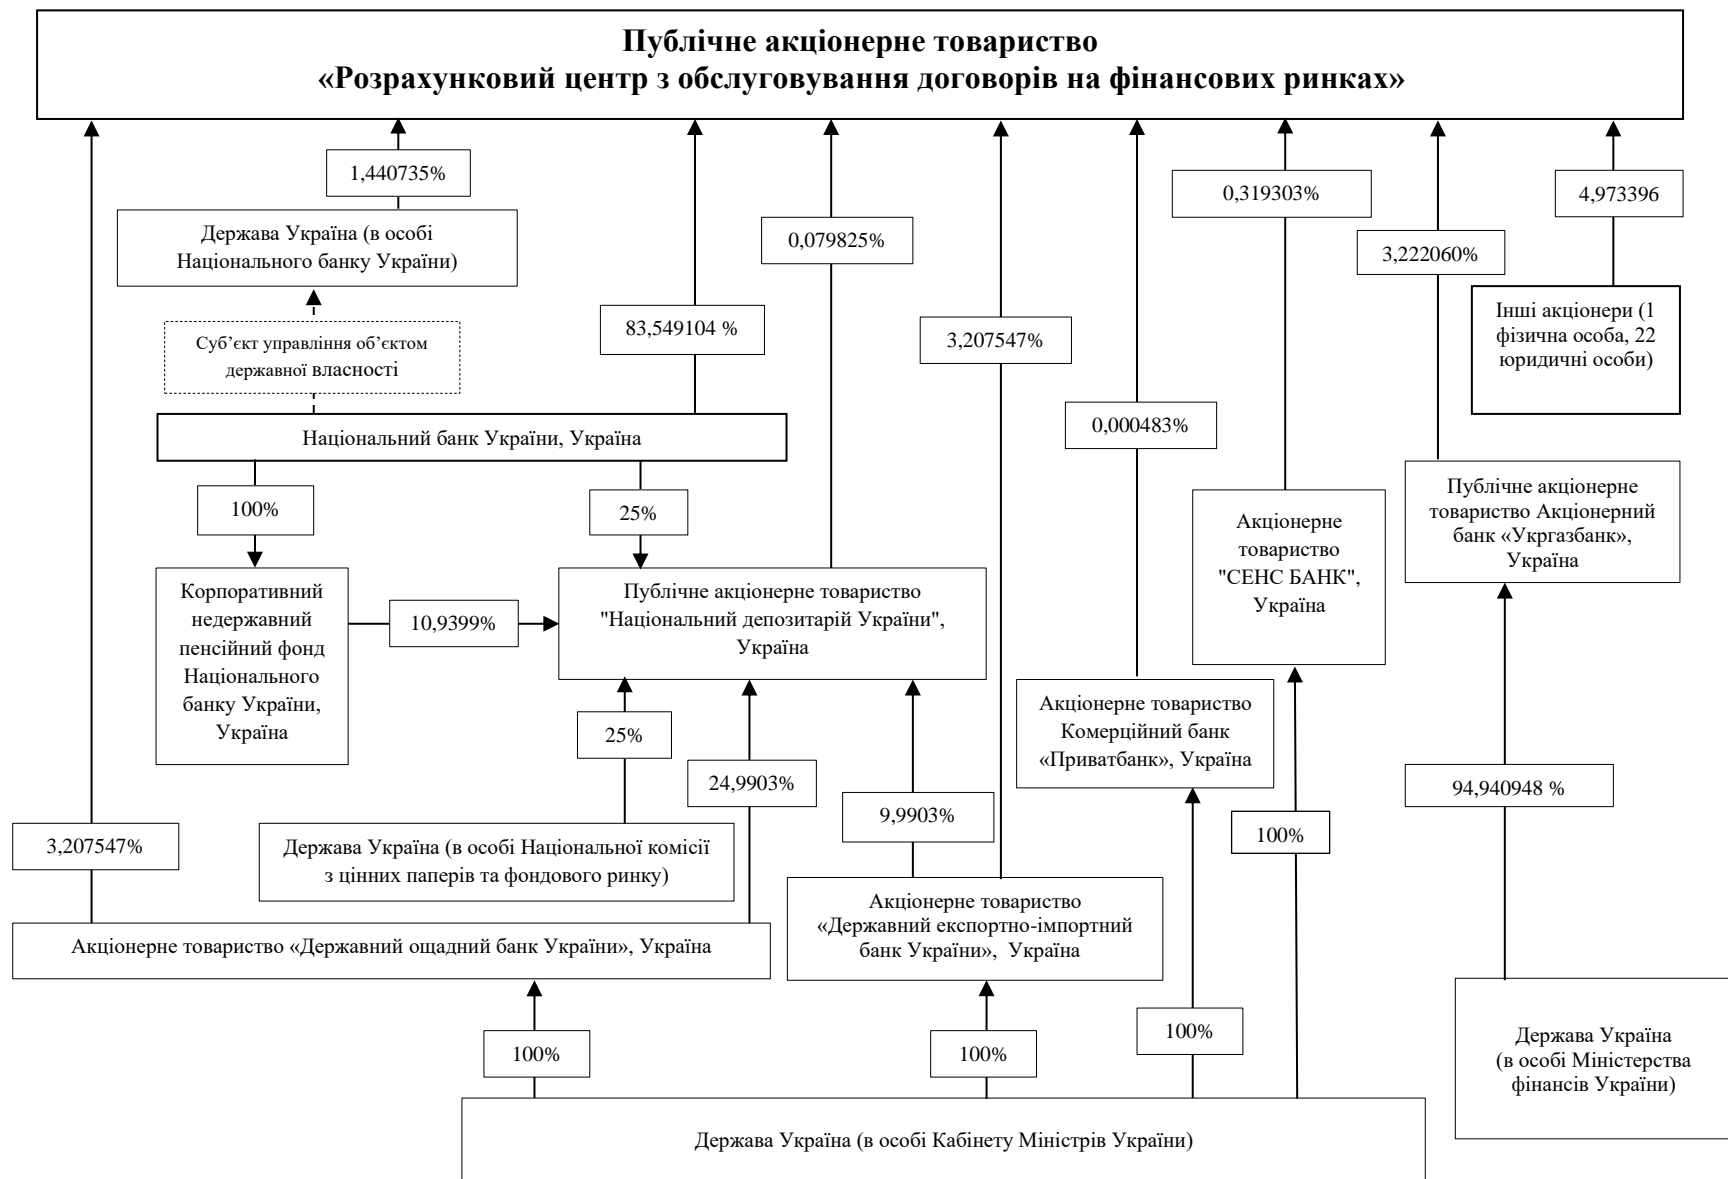 Публічне акціонерне товариство
«Розрахунковий центр з обслуговування договорів на фінансових ринках»
1,440735%
Держава Україна (в особі
Національного банку України)
Суб’єкт управління об’єктом
державної власності
83,549104 %
0,079825%
3,207547%
0,000483%
0,319303%
3,222060%
4,973396
Інші акціонери (1
фізична особа, 22
юридичні особи)
Національний банк України, Україна
100%
25%
Корпоративний
недержавний
пенсійний фонд
Національного
банку України,
Україна
10,9399%
Публічне акціонерне товариство
"Національний депозитарій України",
Україна
Акціонерне
товариство
"СЕНС БАНК",
Україна
Публічне акціонерне
товариство Акціонерний
банк «Укргазбанк»,
Україна
25%
24,9903%
9,9903%
Акціонерне товариство
Комерційний банк
«Приватбанк», Україна
94,940948 %
3,207547%
Держава Україна (в особі Національної комісії
з цінних паперів та фондового ринку)
100%
Акціонерне товариство «Державний ощадний банк України», Україна
Акціонерне товариство
«Державний експортно-імпортний
банк України»,  Україна
100%
100%
100%
Держава Україна
(в особі Міністерства
фінансів України)
Держава Україна (в особі Кабінету Міністрів України)